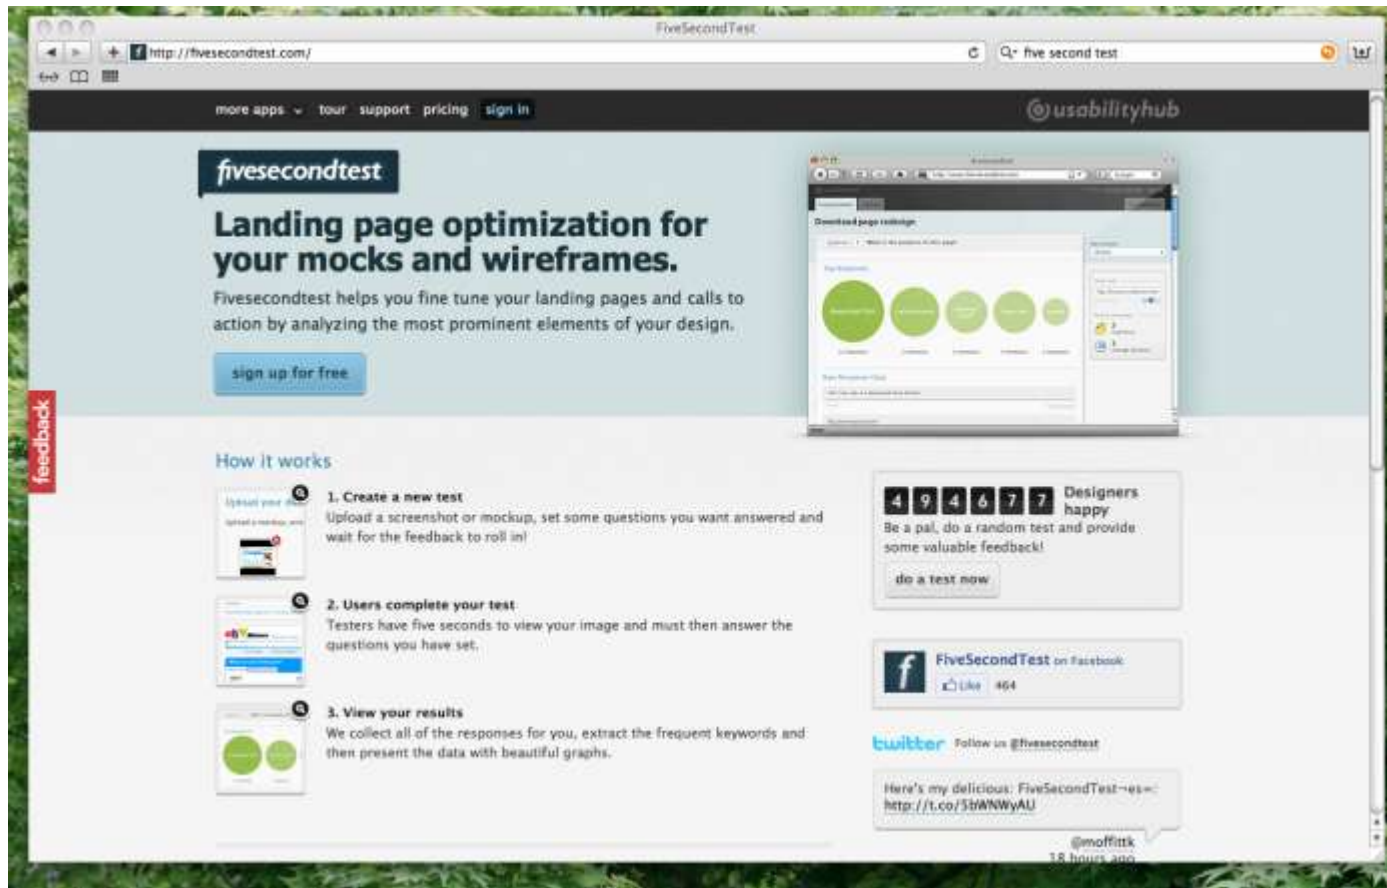 FiveSecondTest
http://fivesecondtest.com/
five second test
more apps tour support pricing sign in
usabilityhub
fivesecondtest
Landing page optimization for
your mocks and wireframes.
Fivesecondtest helps you fine tune your landing pages and calls to
action by analyzing the most prominent elements of your design.
sign up for free
Download page redesign
feedback
How it works
1. Create a new test
Upload a screenshot or mockup, set some questions you want answered and
wait for the feedback to roll in!
2. Users complete your test
Testers have five seconds to view your image and must then answer the
questions you have set.
3. View your results
We collect all of the responses for you, extract the frequent keywords and
then present the data with beautiful graphs.
494677 Designers
happy
Be a pal, do a random test and provide
some valuable feedback!
do a test now
f
FiveSecondTest on Facebook
Like 464
twitter Follow us @fivesecondtest
Here's my delicious: FiveSecondTest¬es=:
http://t.co/5bWNWyAU
@moffittk
18 hours ago